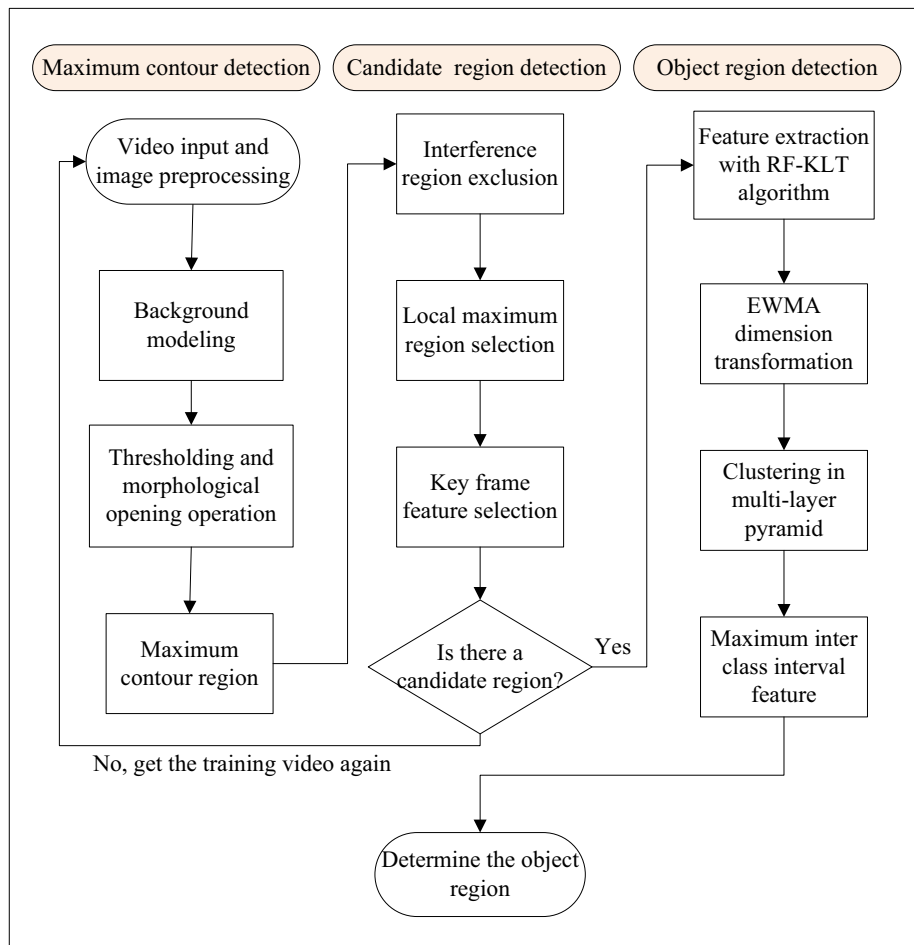 Maximum contour detection
Candidate region detection
Object region detection
Video input and
image preprocessing
Background
modeling
Thresholding and
morphological
opening operation
Maximum
contour region
Interference
region exclusion
Local maximum
region selection
Key frame
feature selection
Is there a
candidate region?
Yes
No, get the training video again
Feature extraction
with RF-KLT
algorithm
EWMA
dimension
transformation
Clustering in
multi-layer
pyramid
Maximum inter
class interval
feature
Determine the object
region